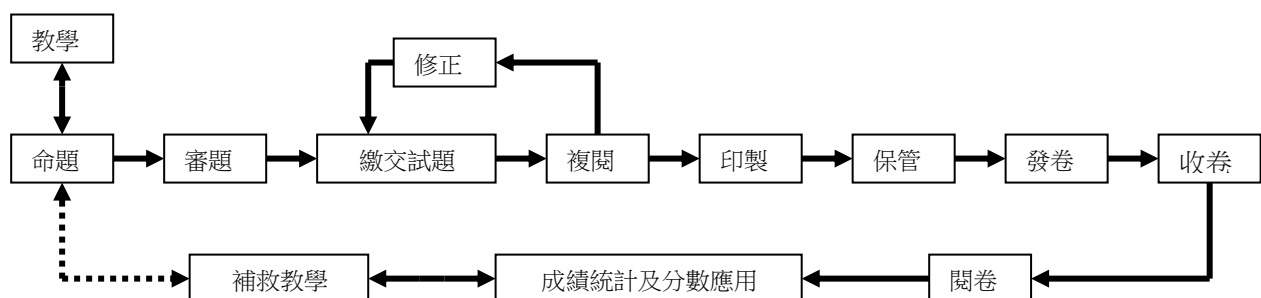 教學
修正
命題
審題
繳交試題
複閱
印製
保管
發卷
收卷
補救教學
成績統計及分數應用
閱卷